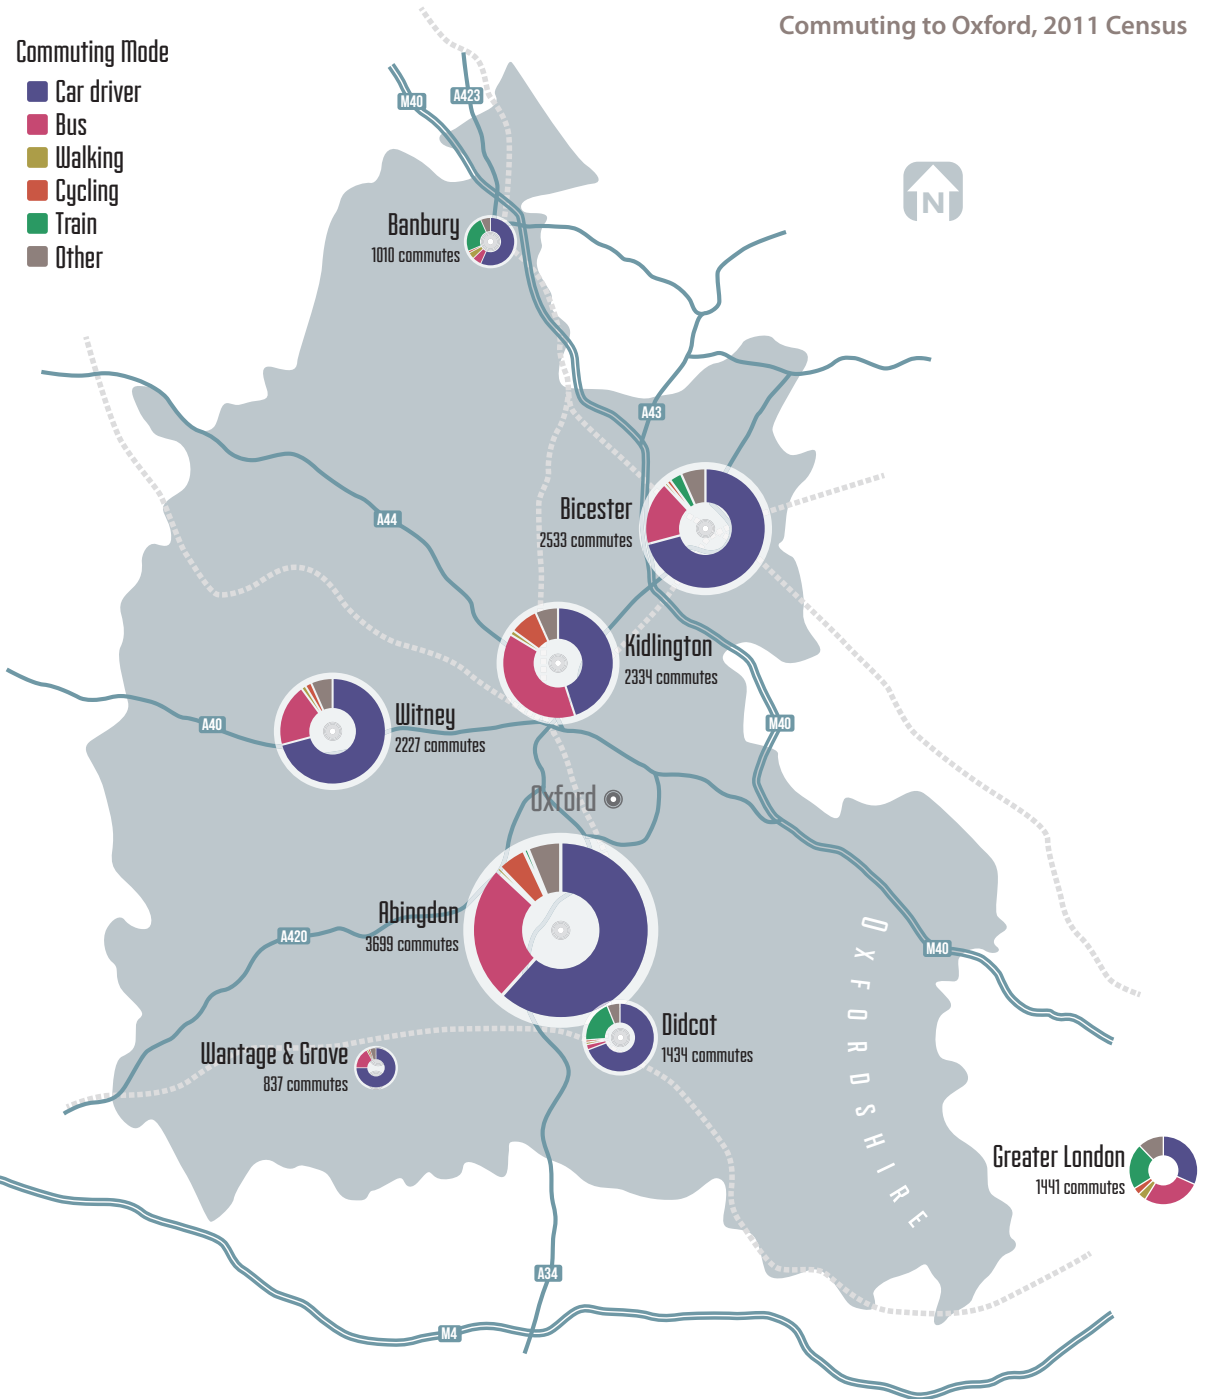 Commuting to Oxford, 2011 Census
Commuting Mode
Car driver
Bus
Walking
Cycling
Train
Other
M40
A423
N
Banbury
1010 commutes
A43
Bicester
2533 commutes
A44
Kidlington
2334 commutes
Witney
2227 commutes
A40
M40
Oxford
Abingdon
3699 commutes
A420
M40
OXFORDSHIRE
Didcot
1434 commutes
Wantage & Grove
837 commutes
Greater London
1441 commutes
A34
M4